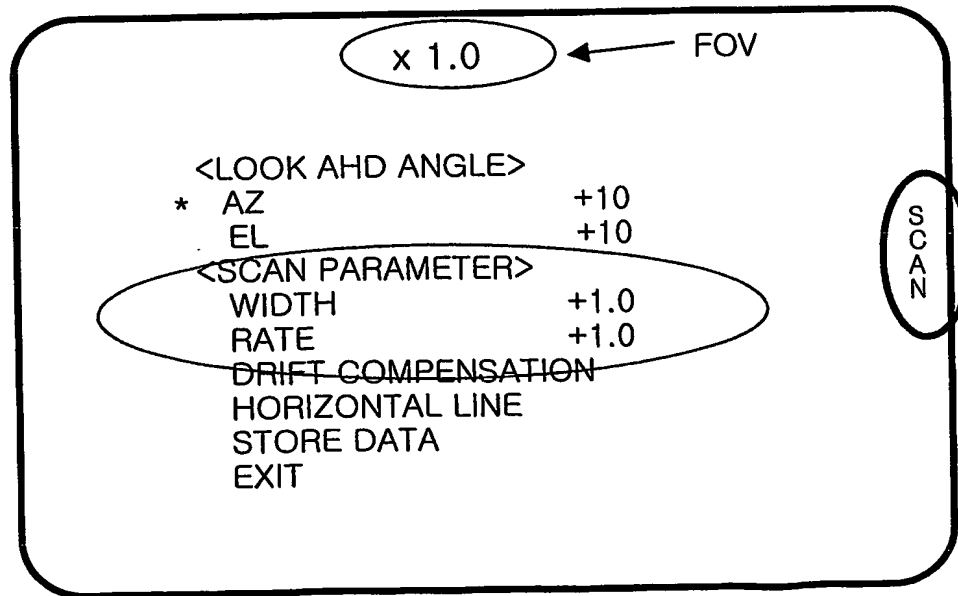 x 1.0
FOV
<LOOK AHD ANGLE>
* AZ +10
EL +10
<SCAN PARAMETER>
WIDTH +1.0
RATE +1.0
DRIFT COMPENSATION
HORIZONTAL LINE
STORE DATA
EXIT
SCAN